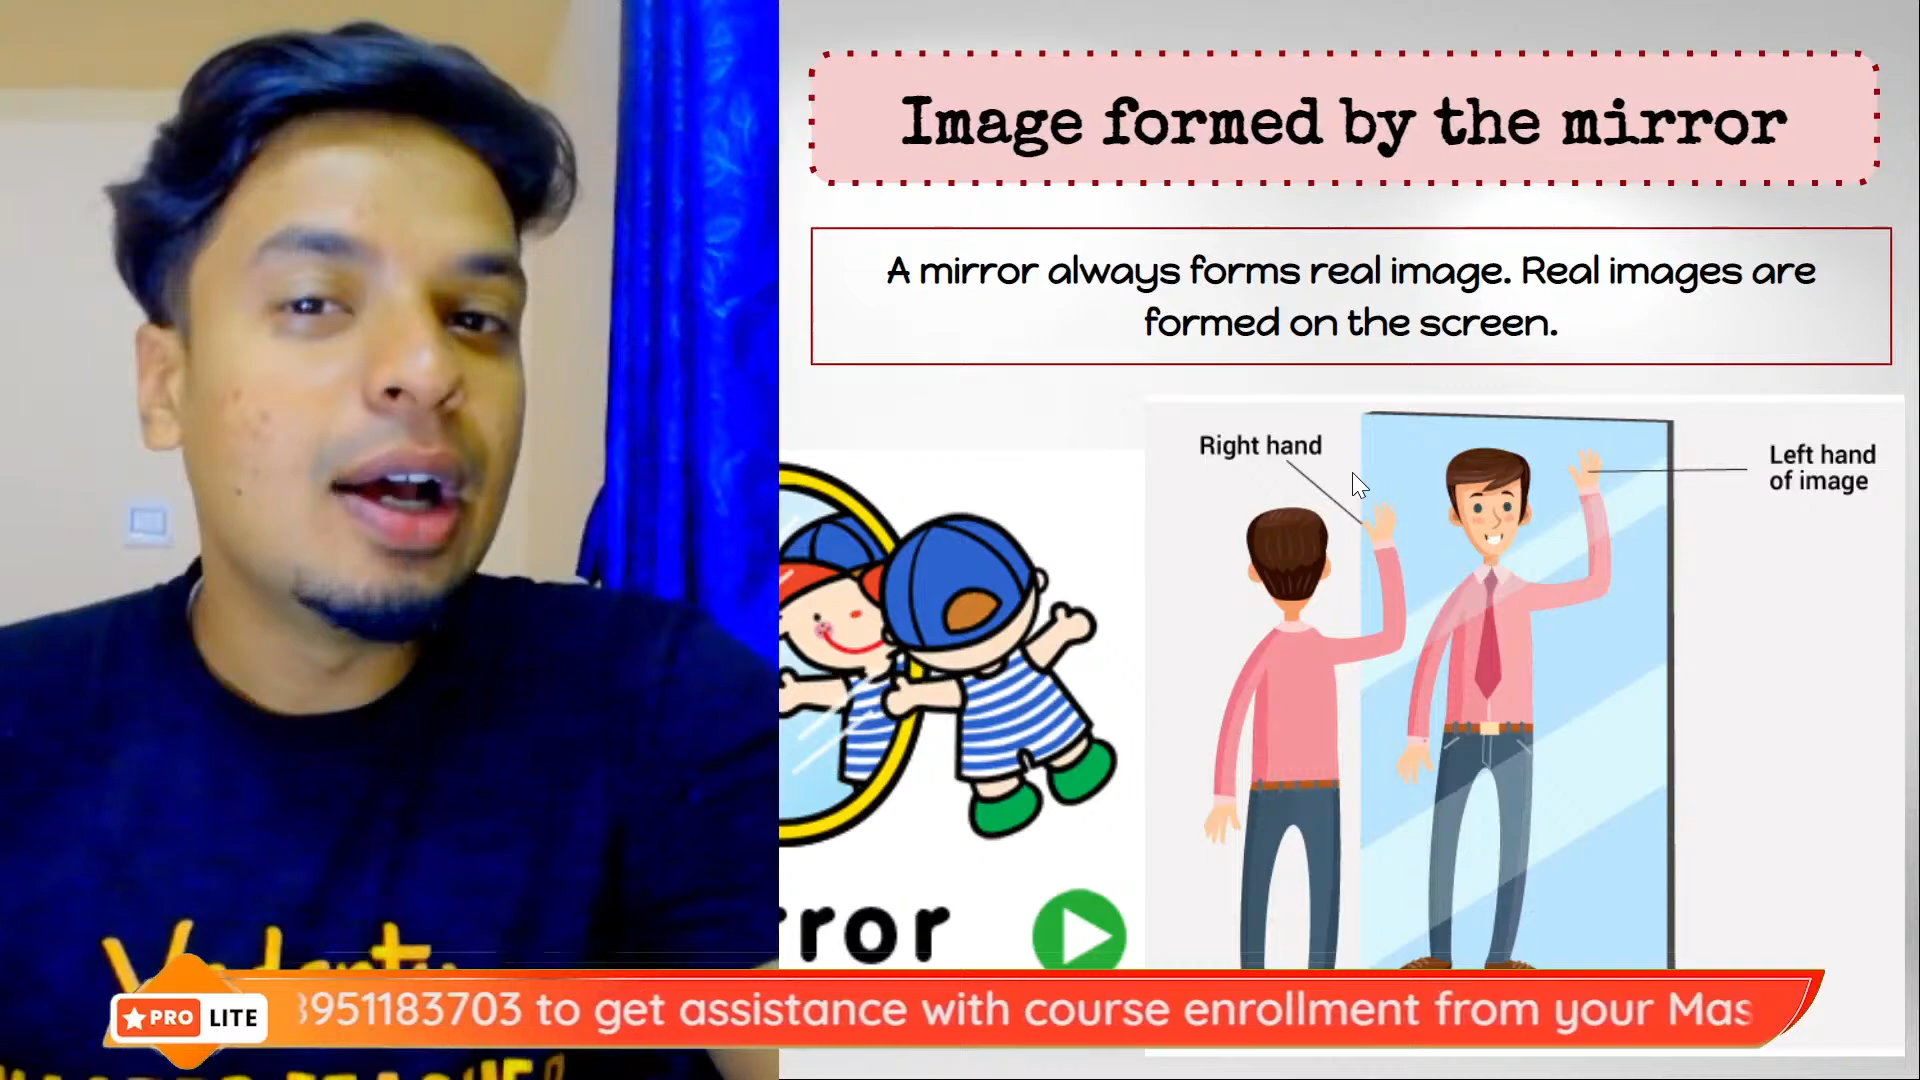 Image formed by the mirror
A mirror always forms real image. Real images are
formed on the screen.
Right hand
Left hand
of image
rror
PRO LITE
3951183703 to get assistance with course enrollment from your Mas